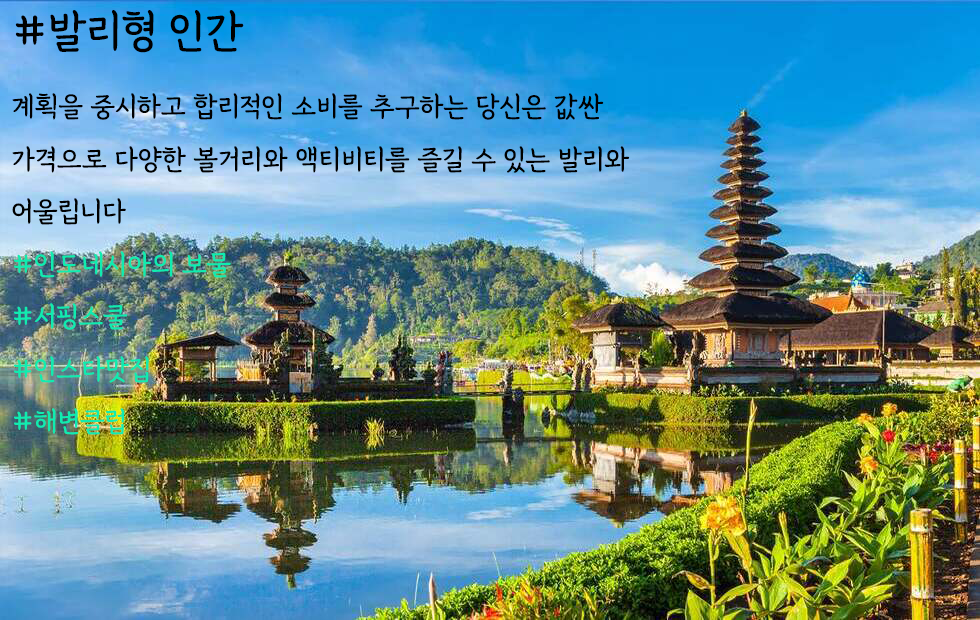 #발리형 인간
계획을 중시하고 합리적인 소비를 추구하는 당신은 값싼
가격으로 다양한 볼거리와 액티비티를 즐길 수 있는 발리와
어울립니다
#인도네시아의 보물
#서핑스쿨
#인스타맛집
#해변클럽